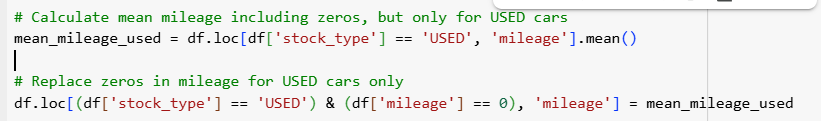 # Calculate mean mileage including zeros, but only for USED cars
mean_mileage_used = df.loc[df['stock_type'] == 'USED', 'mileage'].mean()
# Replace zeros in mileage for USED cars only
df.loc[(df['stock_type'] == 'USED') & (df['mileage'] == 0), 'mileage'] = mean_mileage_used